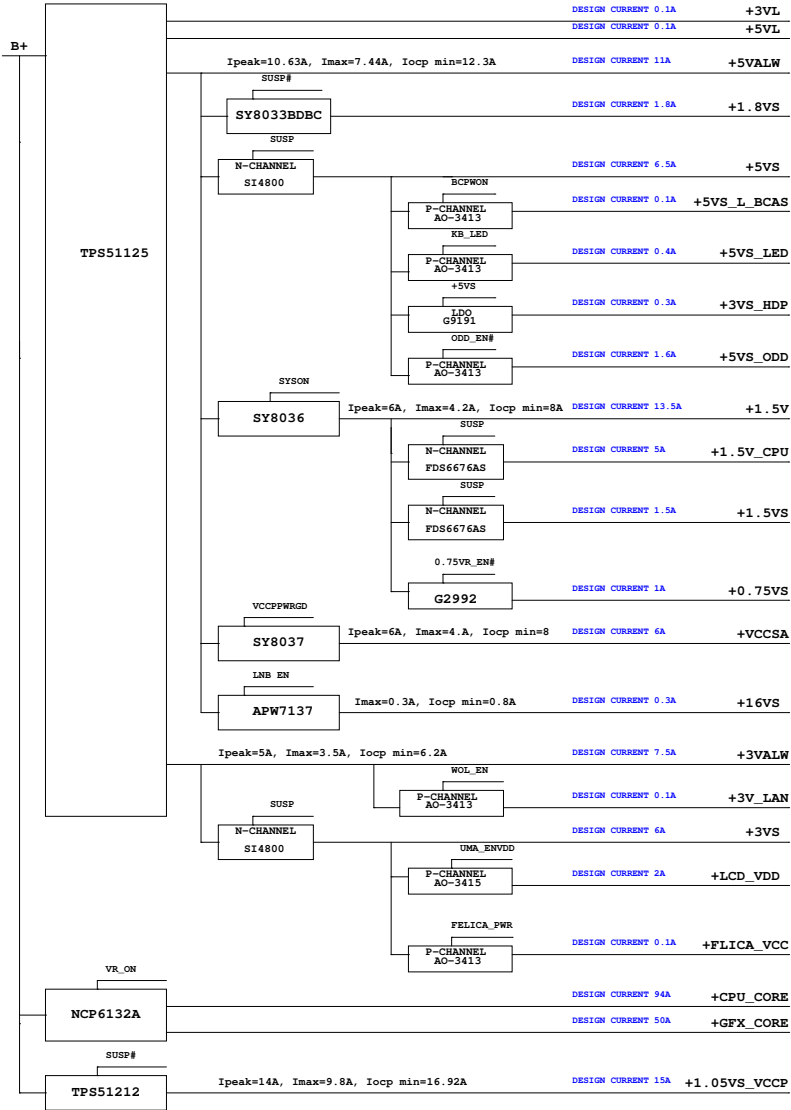 DESIGN CURRENT 0.1A +3VL
DESIGN CURRENT 0.1A +5VL
B+
Ipeak=10.63A, Imax=7.44A, Iocp min=12.3A DESIGN CURRENT 11A +5VALW
SUSP#
SY8033BDBC DESIGN CURRENT 1.8A +1.8VS
SUSP
N-CHANNEL
SI4800
DESIGN CURRENT 6.5A +5VS
BCPWON
P-CHANNEL
AO-3413
DESIGN CURRENT 0.1A +5VS_L_BCAS
TPS51125
KB_LED
P-CHANNEL
AO-3413
DESIGN CURRENT 0.4A +5VS_LED
+5VS
LDO
G9191
DESIGN CURRENT 0.3A +3VS_HDP
ODD_EN#
P-CHANNEL
AO-3413
DESIGN CURRENT 1.6A +5VS_ODD
SYSON
SY8036 Ipeak=6A, Imax=4.2A, Iocp min=8A DESIGN CURRENT 13.5A +1.5V
SUSP
N-CHANNEL
FDS6676AS
DESIGN CURRENT 5A +1.5V_CPU
SUSP
N-CHANNEL
FDS6676AS
DESIGN CURRENT 1.5A +1.5VS
0.75VR_EN#
G2992 DESIGN CURRENT 1A +0.75VS
VCCPPWRGD
SY8037 Ipeak=6A, Imax=4.A, Iocp min=8 DESIGN CURRENT 6A +VCCSA
LNB EN
APW7137 Imax=0.3A, Iocp min=0.8A DESIGN CURRENT 0.3A +16VS
Ipeak=5A, Imax=3.5A, Iocp min=6.2A DESIGN CURRENT 7.5A +3VALW
WOL_EN
P-CHANNEL
AO-3413
DESIGN CURRENT 0.1A +3V_LAN
SUSP
N-CHANNEL
SI4800
DESIGN CURRENT 6A +3VS
UMA_ENVDD
P-CHANNEL
AO-3415
DESIGN CURRENT 2A +LCD_VDD
FELICA_PWR
P-CHANNEL
AO-3413
DESIGN CURRENT 0.1A +FLICA_VCC
VR_ON
NCP6132A
DESIGN CURRENT 94A +CPU_CORE
DESIGN CURRENT 50A +GFX_CORE
SUSP#
TPS51212 Ipeak=14A, Imax=9.8A, Iocp min=16.92A DESIGN CURRENT 15A +1.05VS_VCCP